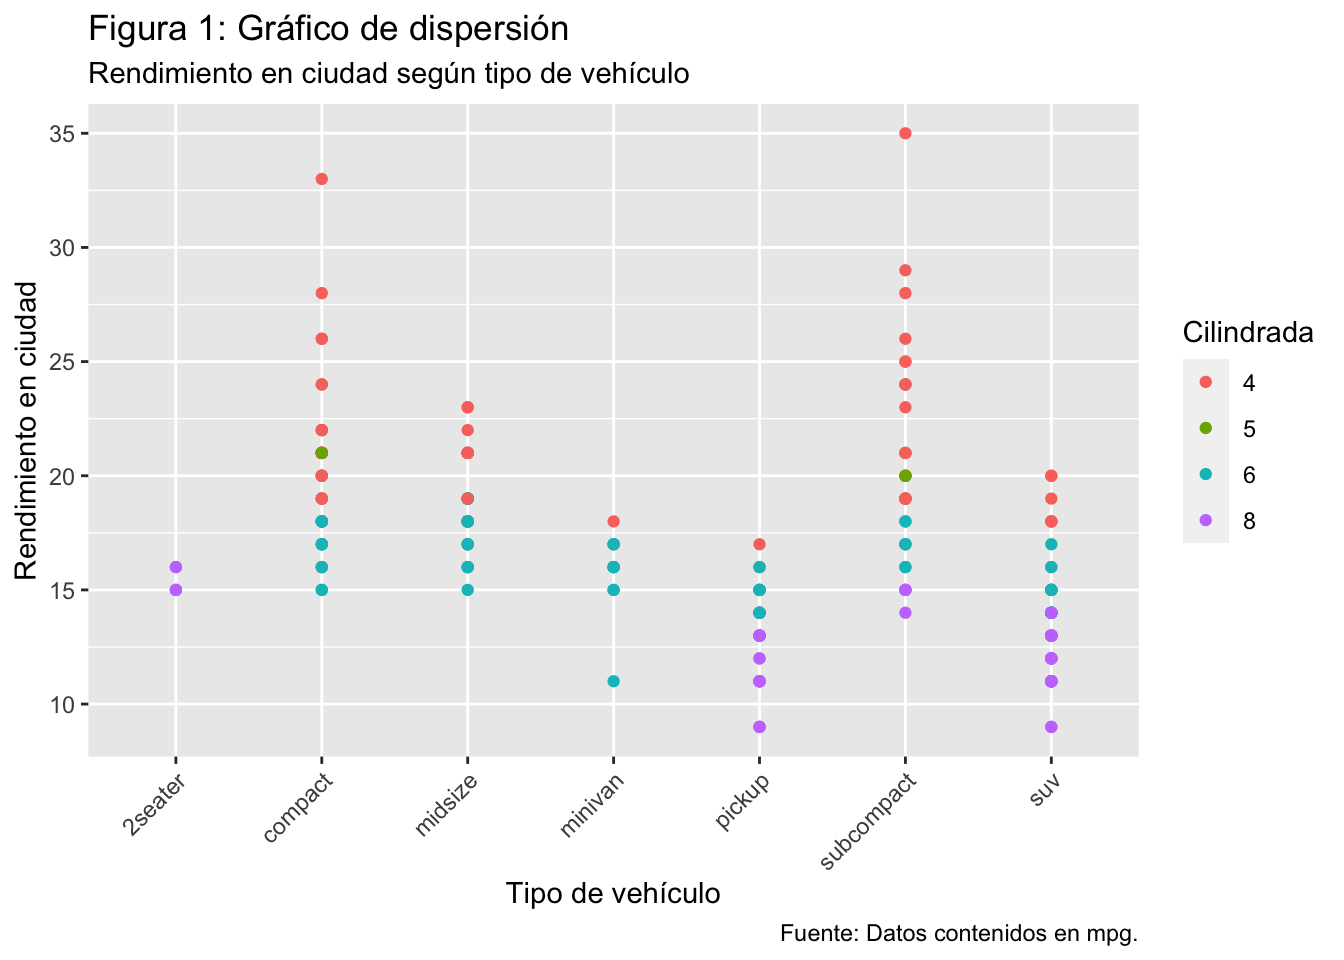 Figura 1: Gráfico de dispersión
Rendimiento en ciudad según tipo de vehículo
Rendimiento en ciudad
35
30
25
20
15
10
2seater
compact
midsize
minivan
pickup
subcompact
suv
Tipo de vehículo
Cilindrada
4
5
6
8
Fuente: Datos contenidos en mpg.